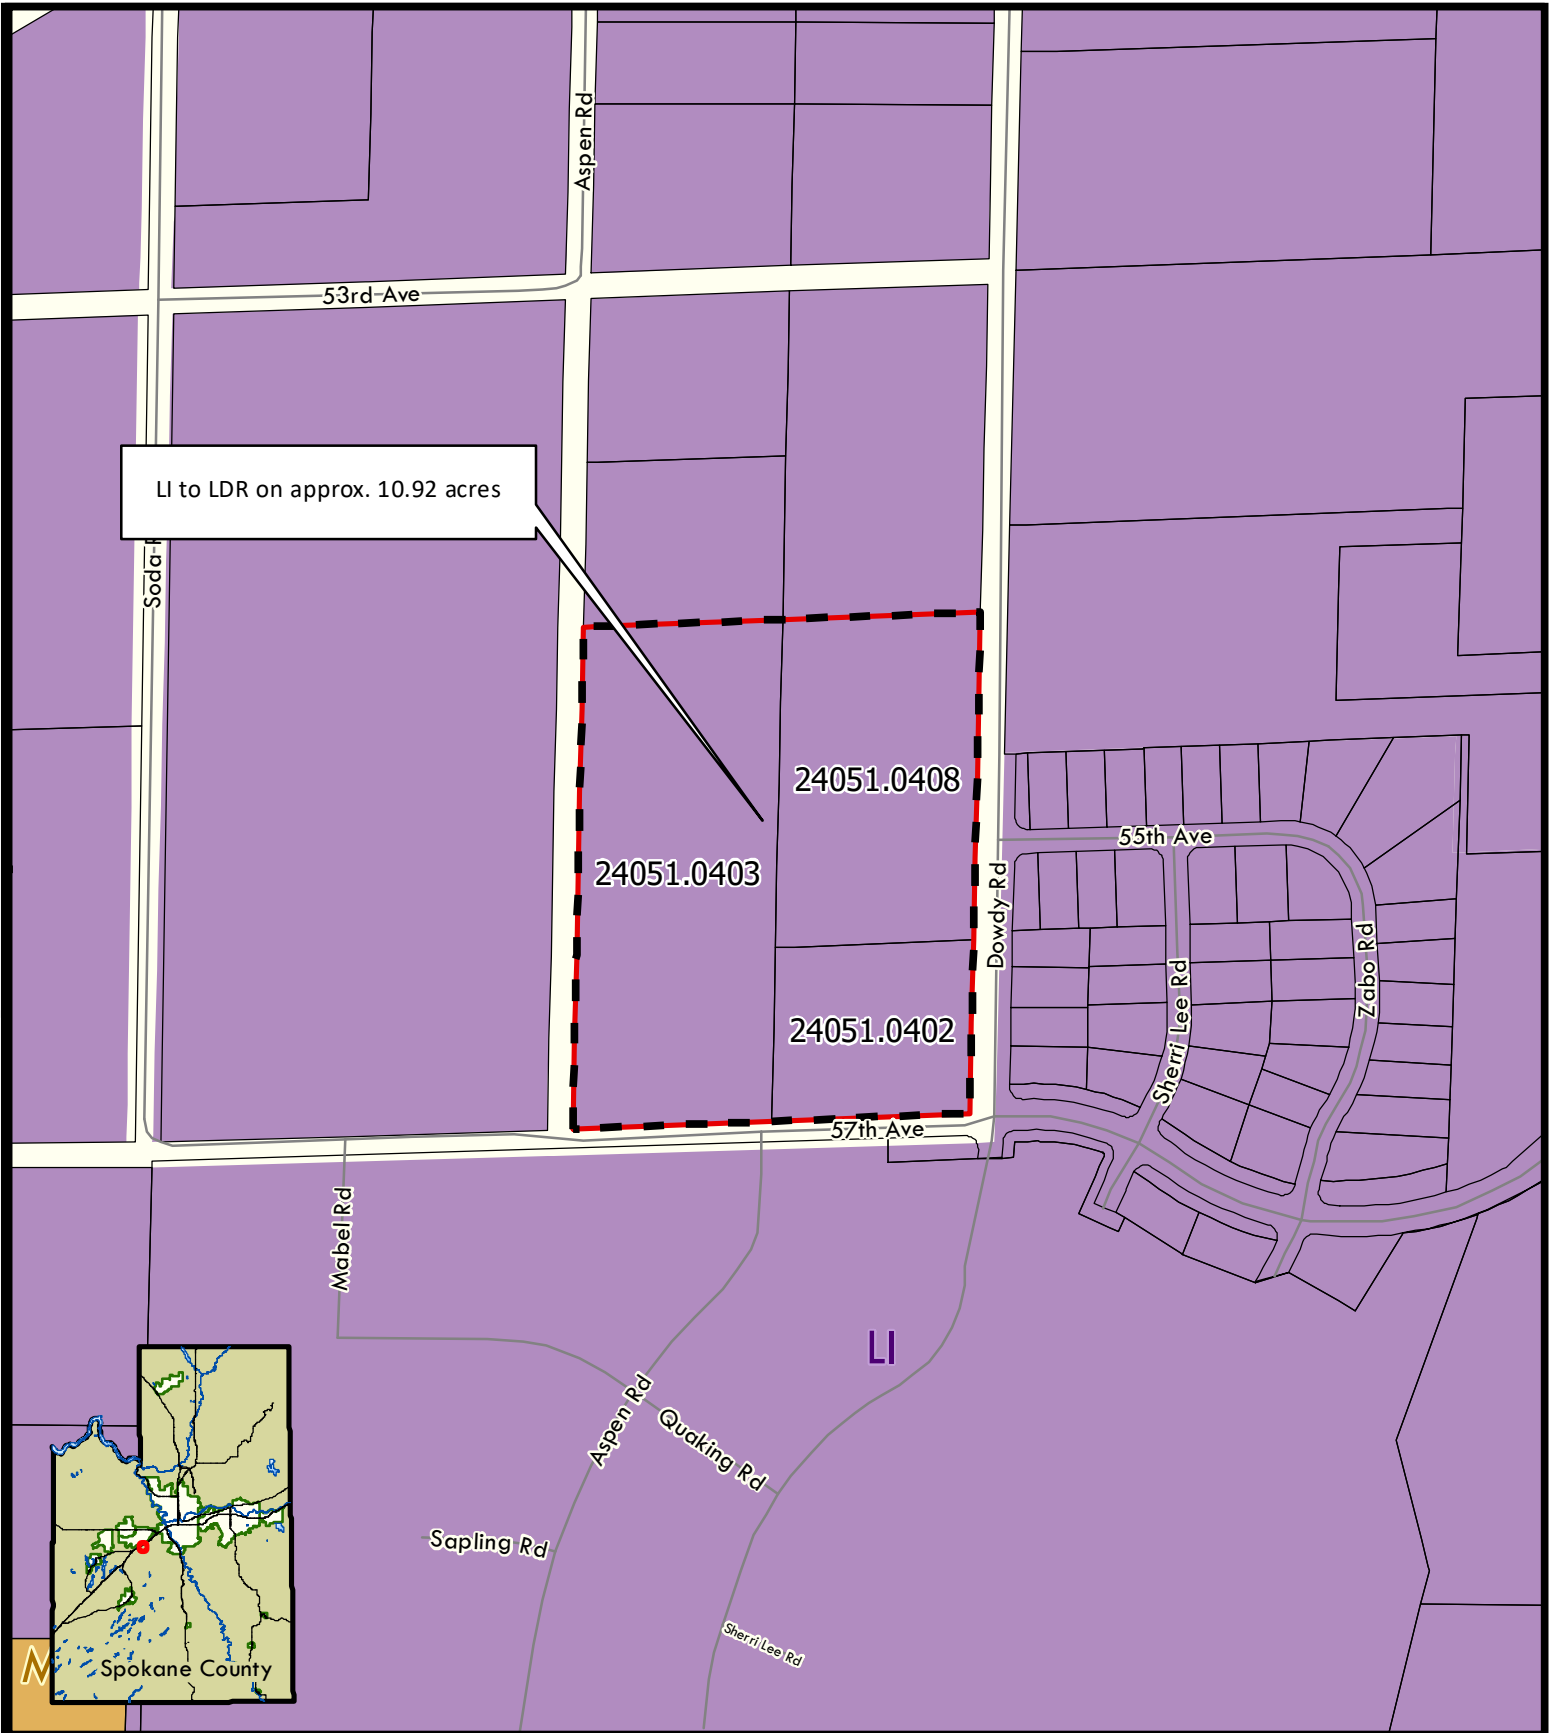 Aspen Rd
53rd Ave
LI to LDR on approx. 10.92 acres
Soda
24051.0408
55th Ave
24051.0403
Dowdy Rd
Zabo Rd
Sherri Lee Rd
24051.0402
57th Ave
Mabel Rd
LI
Aspen Rd
Quaking Rd
Sapling Rd
Sherri Lee Rd
M
Spokane County